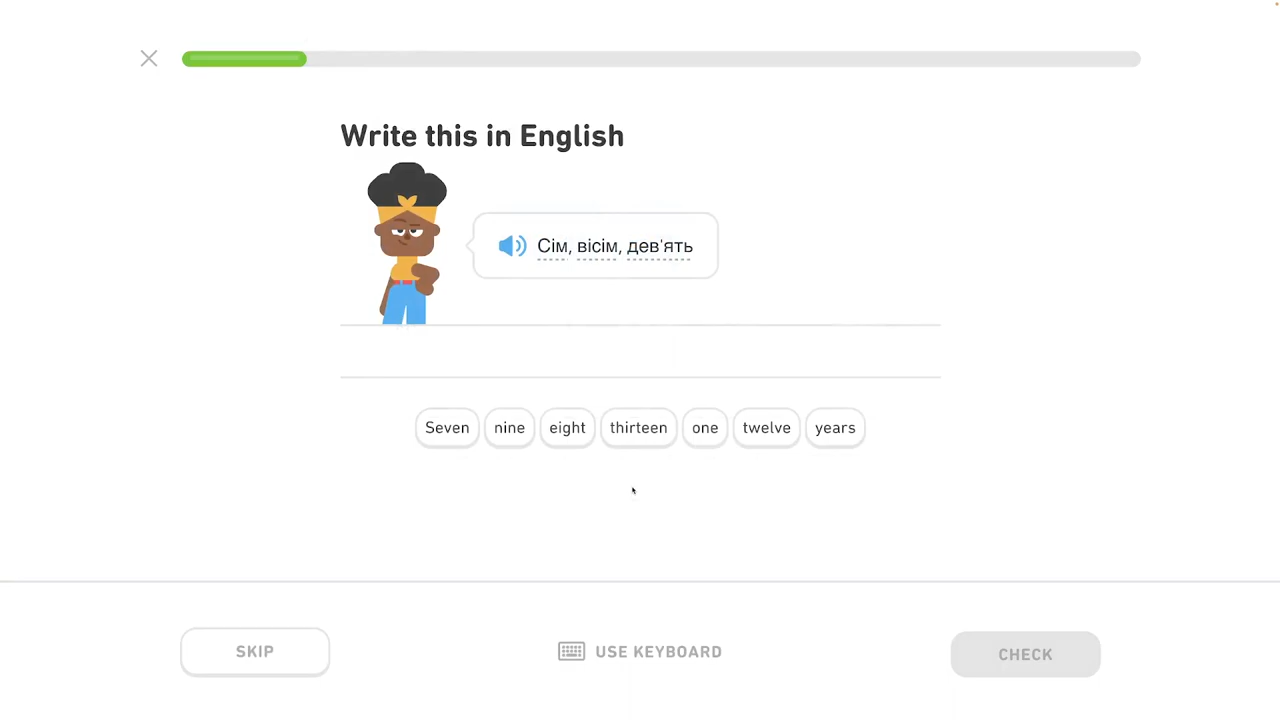 Write this in English
Сім, вісім, дев'ять
Seven nine eight thirteen one twelve years
SKIP USE KEYBOARD CHECK